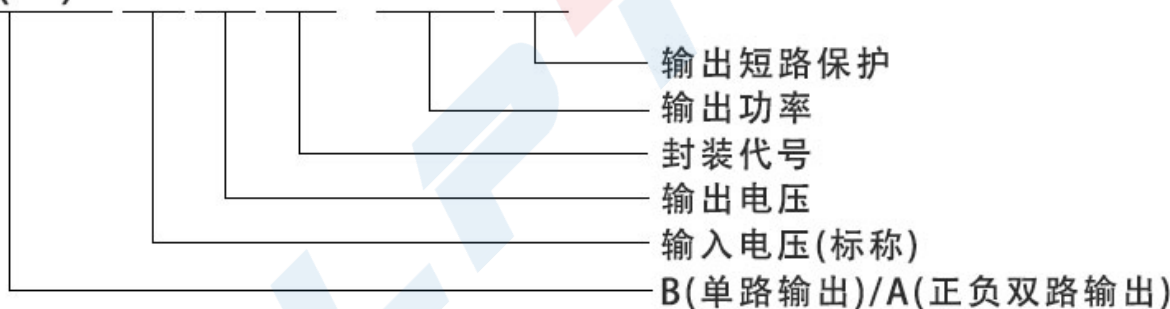 输出短路保护
输出功率
封装代号
输出电压
输入电压(标称)
B(单路输出)/A(正负双路输出)